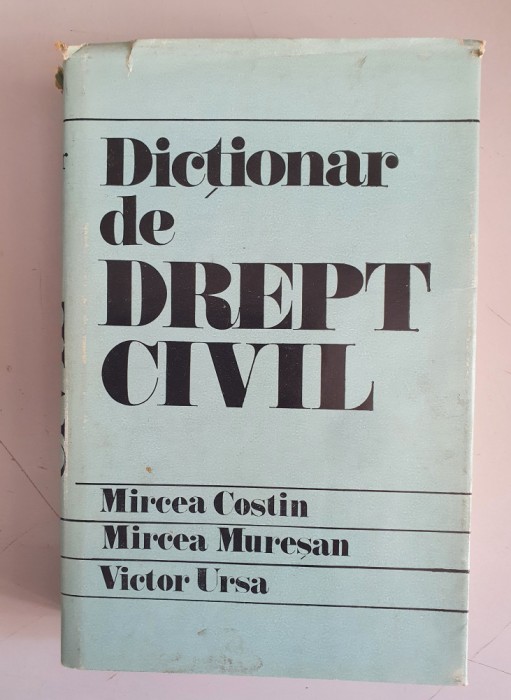 Dicționar
de
DREPT
CIVIL
Mircea Costin
Mircea Mureșan
Victor Ursa